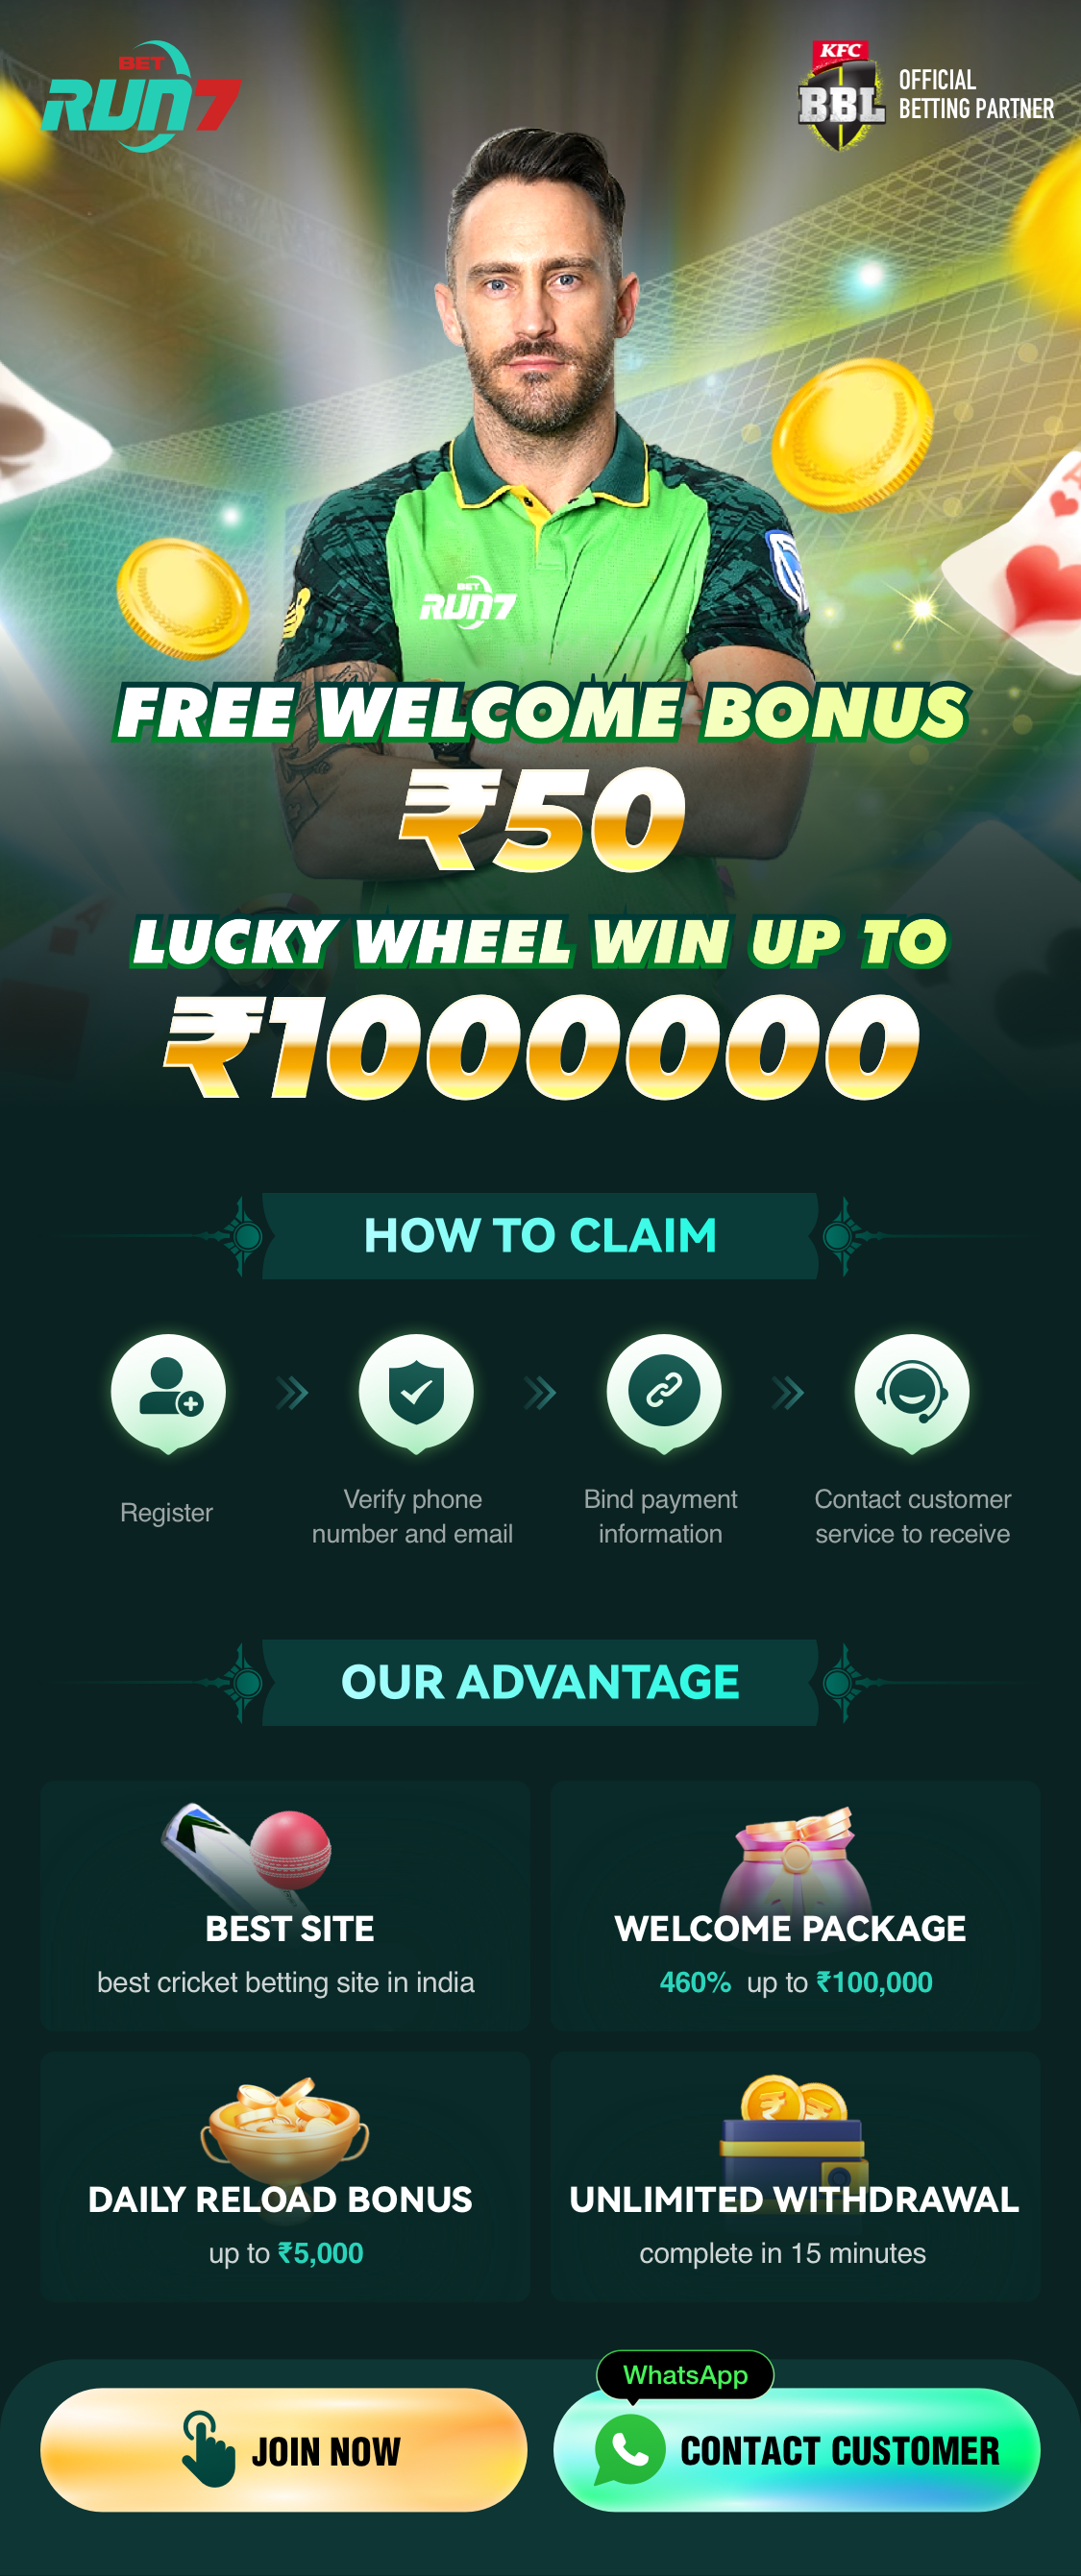 BET
RUN7
KFC
BBL
OFFICIAL
BETTING PARTNER
BET
RUN7
FREE WELCOME BONUS
₹50
LUCKY WHEEL WIN UP TO
₹1000000
HOW TO CLAIM
Register
Verify phone
number and email
Bind payment
information
Contact customer
service to receive
OUR ADVANTAGE
BEST SITE
best cricket betting site in india
WELCOME PACKAGE
460% up to ₹100,000
DAILY RELOAD BONUS
up to ₹5,000
UNLIMITED WITHDRAWAL
complete in 15 minutes
WhatsApp
JOIN NOW
CONTACT CUSTOMER